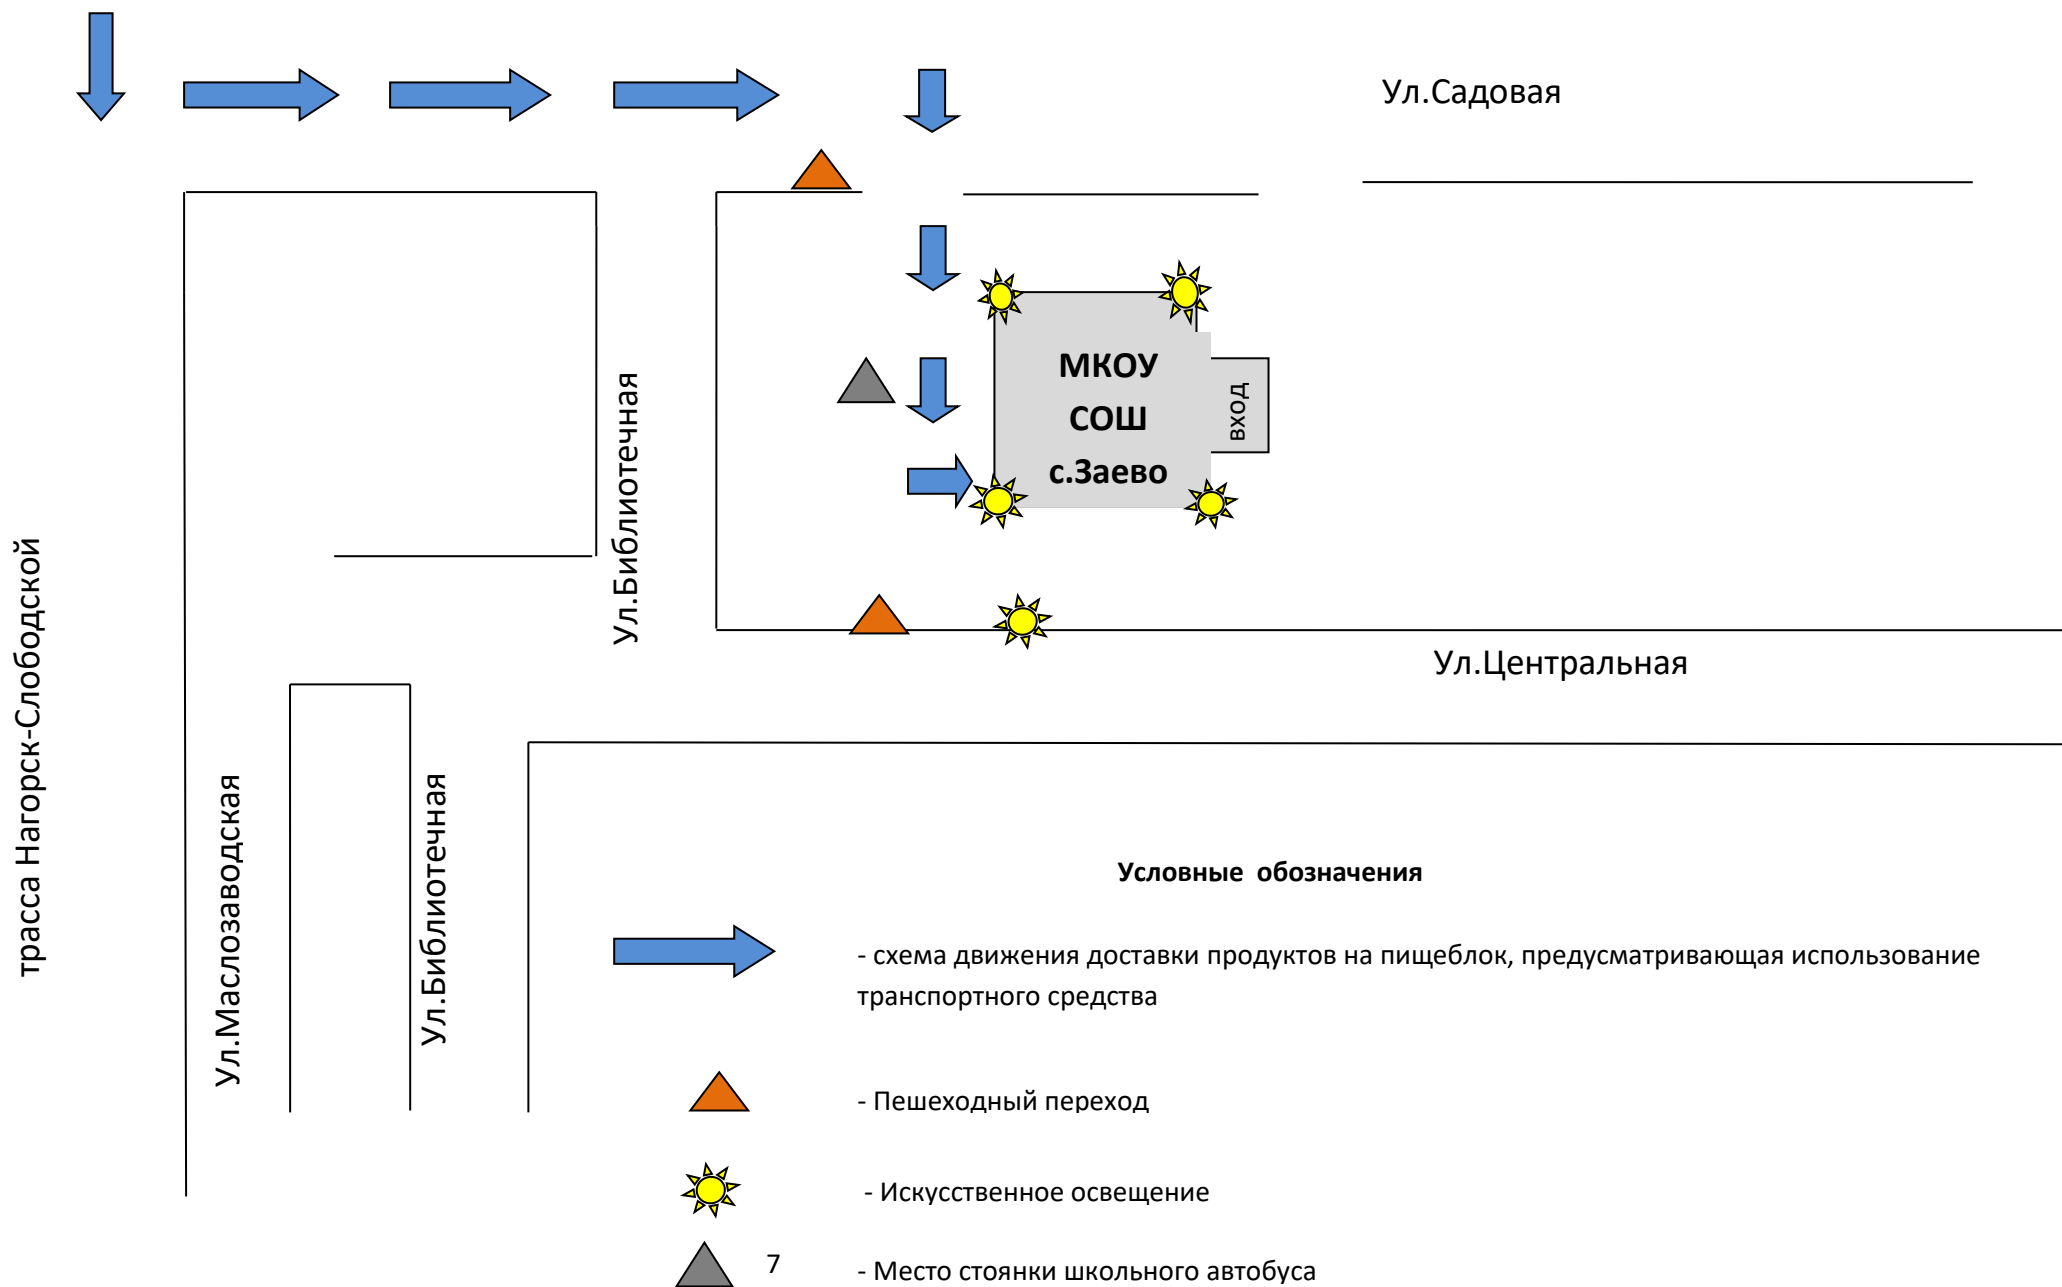 Ул.Садовая
МКОУ
СОШ
с.Заево
вход
Ул.Библиотечная
трасса Нагорск-Слободской
Ул.Центральная
Ул.Маслозаводская
Ул.Библиотечная
Условные обозначения
- схема движения доставки продуктов на пищеблок, предусматривающая использование
транспортного средства
- Пешеходный переход
- Искусственное освещение
7
- Место стоянки школьного автобуса